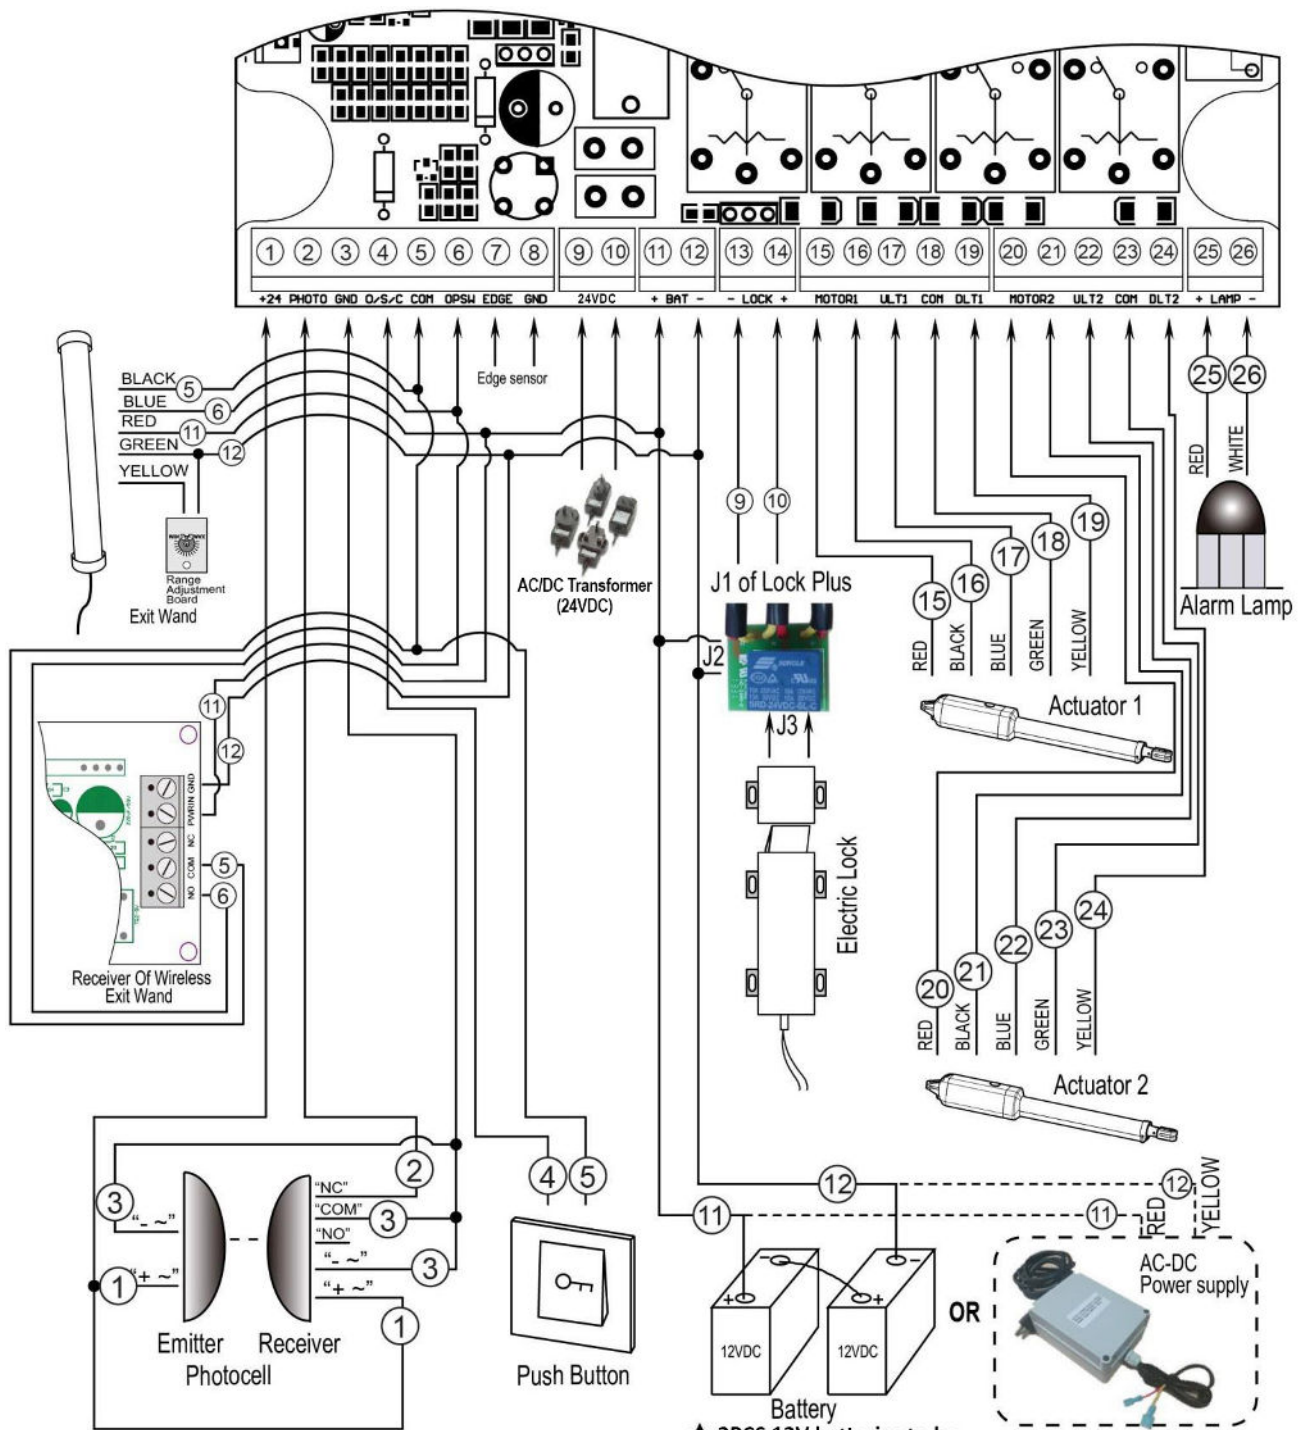 1 2 3 4 5 6 7 8 9 10 11 12 13 14 15 16 17 18 19 20 21 22 23 24 25 26
+24 PHOTO GND O/S/C COM OPSW EDGE GND 24VDC + BAT - - LOCK + MOTOR1 ULT1 COM DLT1 MOTOR2 ULT2 COM DLT2 + LAMP -
BLACK 5
BLUE 6
RED 11
GREEN 12
YELLOW
Edge sensor
Range
Adjustment
Board
Exit Wand
AC/DC Transformer
(24VDC)
9 10
J1 of Lock Plus
J2
J3
SRD-24VDC-SL-C
Electric Lock
15 16 17 18 19
RED BLACK BLUE GREEN YELLOW
Actuator 1
25 26
RED WHITE
Alarm Lamp
11 12
GND
PWRIN
NC
COM 5
NO 6
Receiver Of Wireless
Exit Wand
20 21 22 23 24
RED BLACK BLUE GREEN YELLOW
Actuator 2
3
"- ~"
1
"+ ~"
2
"NC"
"COM" 3
"NO"
"- ~" 3
"+ ~"
1
Emitter Receiver
Photocell
4 5
Push Button
12 12
11 11
RED YELLOW
- -
+ +
12VDC 12VDC
Battery
OR
AC-DC
Power supply